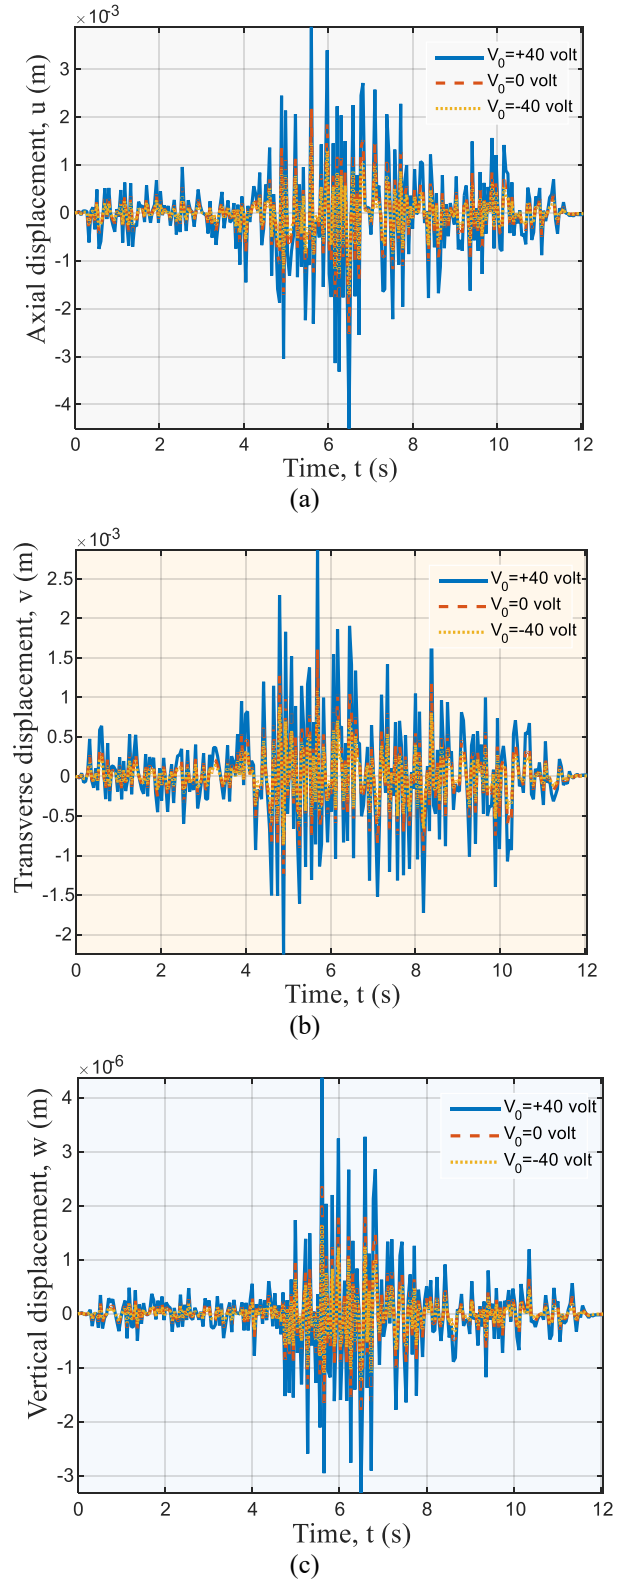 ×10-3
Axial displacement, u (m)
3
2
1
0
-1
-2
-3
-4
V0=+40 volt
V0=0 volt
V0=-40 volt
0 2 4 6 8 10 12
Time, t (s)
(a)
×10-3
Transverse displacement, v (m)
2.5
2
1.5
1
0.5
0
-0.5
-1
-1.5
-2
V0=+40 volt
V0=0 volt
V0=-40 volt
0 2 4 6 8 10 12
Time, t (s)
(b)
×10-6
Vertical displacement, w (m)
4
3
2
1
0
-1
-2
-3
V0=+40 volt
V0=0 volt
V0=-40 volt
0 2 4 6 8 10 12
Time, t (s)
(c)